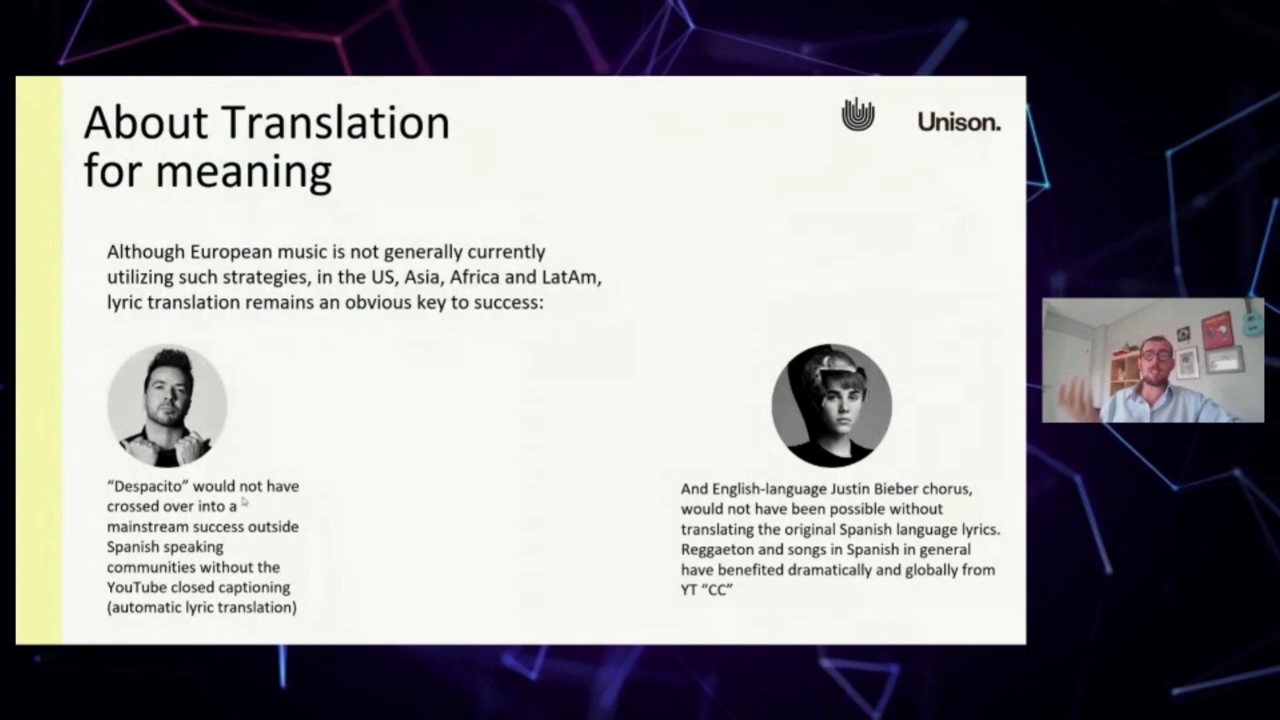 About Translation
for meaning
Unison.
Although European music is not generally currently
utilizing such strategies, in the US, Asia, Africa and LatAm,
lyric translation remains an obvious key to success:
“Despacito” would not have
crossed over into a
mainstream success outside
Spanish speaking
communities without the
YouTube closed captioning
(automatic lyric translation)
And English-language Justin Bieber chorus,
would not have been possible without
translating the original Spanish language lyrics.
Reggaeton and songs in Spanish in general
have benefited dramatically and globally from
YT “CC”